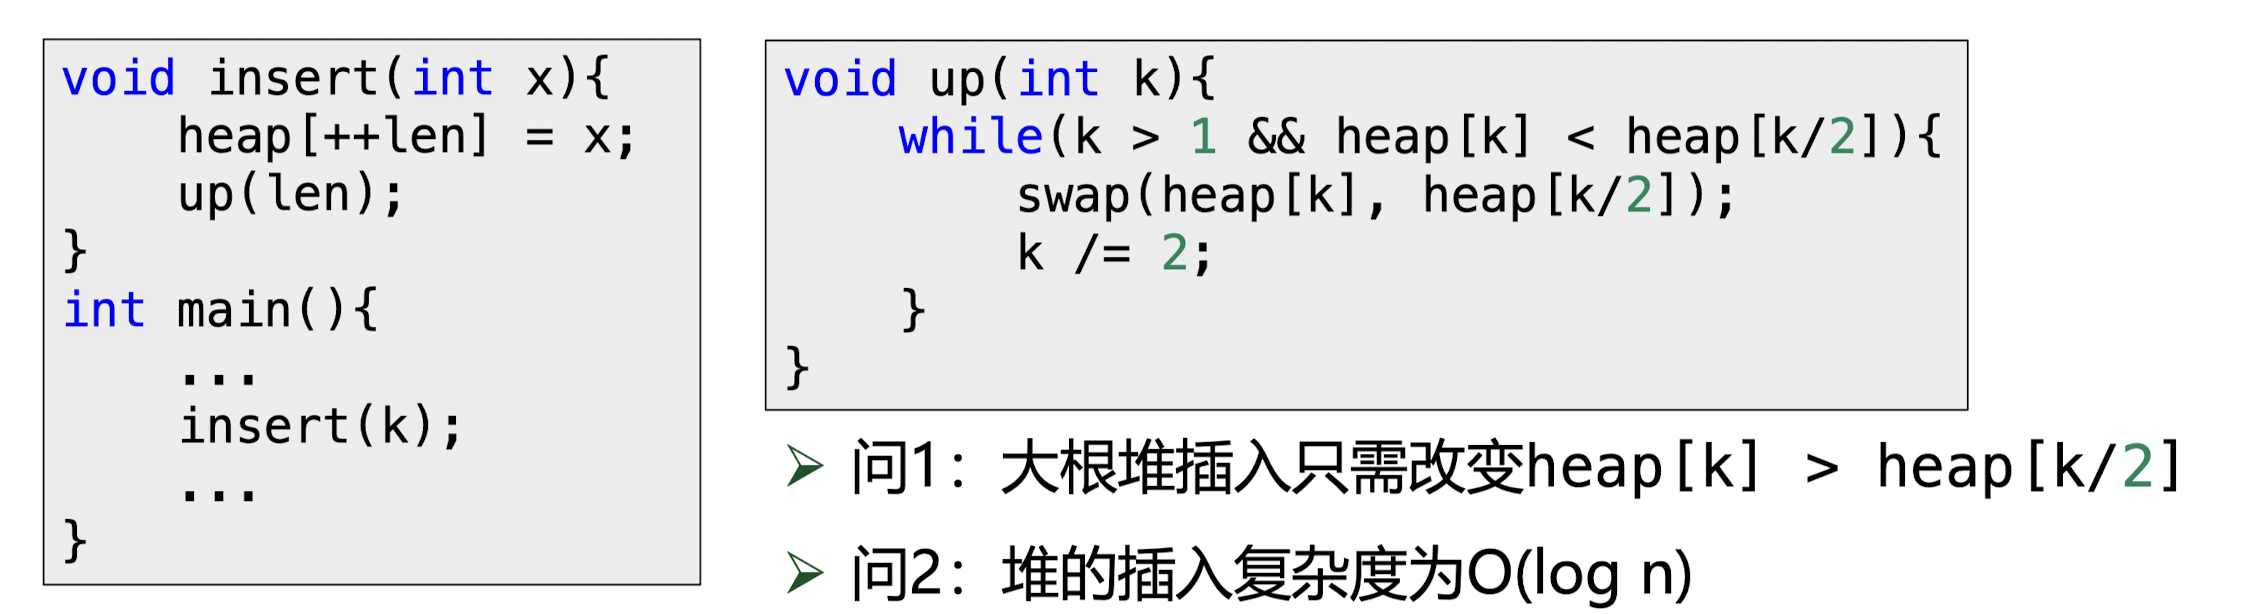 void insert(int x){
    heap[++len] = x;
    up(len);
}
int main(){
    ...
    insert(k);
    ...
}
void up(int k){
    while(k > 1 && heap[k] < heap[k/2]){
        swap(heap[k], heap[k/2]);
        k /= 2;
    }
}
➢ 问1：大根堆插入只需改变heap[k] > heap[k/2]
➢ 问2：堆的插入复杂度为O(log n)